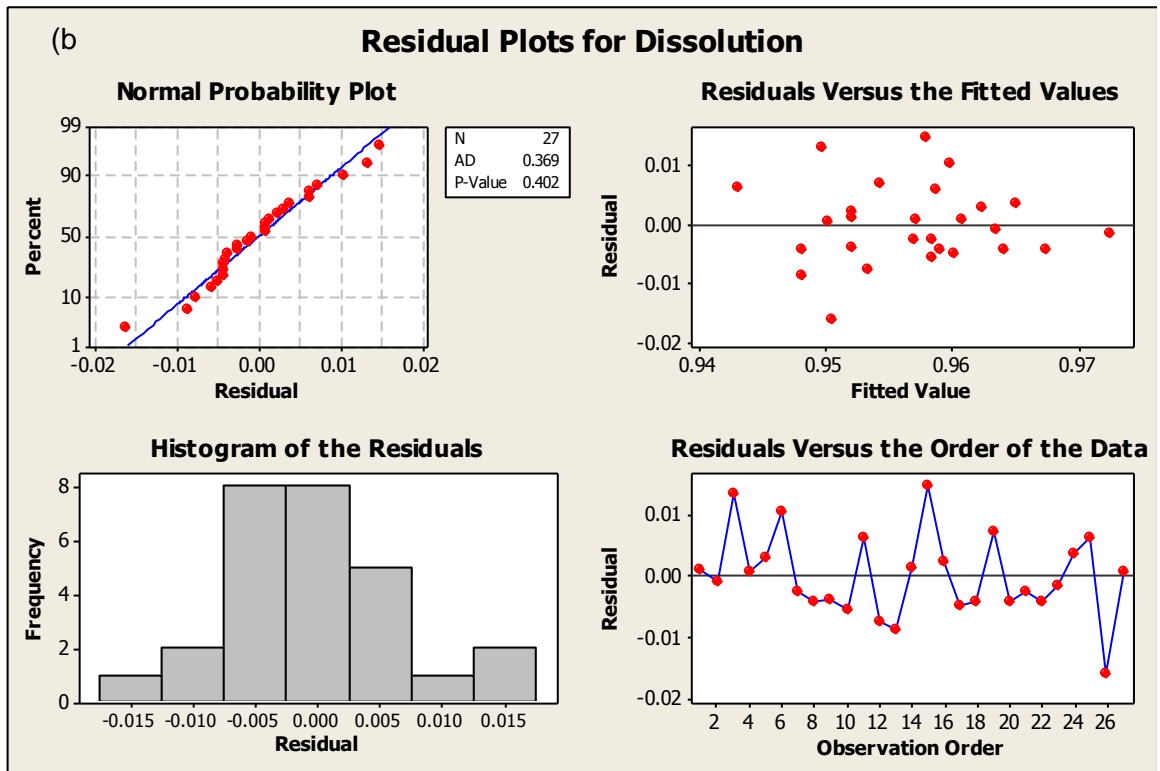 (b
Residual Plots for Dissolution
Normal Probability Plot
99
90
50
10
1
Percent
-0.02 -0.01 0.00 0.01 0.02
Residual
N 27
AD 0.369
P-Value 0.402
Residuals Versus the Fitted Values
0.01
0.00
-0.01
-0.02
Residual
0.94 0.95 0.96 0.97
Fitted Value
Histogram of the Residuals
8
6
4
2
0
Frequency
-0.015 -0.010 -0.005 0.000 0.005 0.010 0.015
Residual
Residuals Versus the Order of the Data
0.01
0.00
-0.01
-0.02
Residual
2 4 6 8 10 12 14 16 18 20 22 24 26
Observation Order